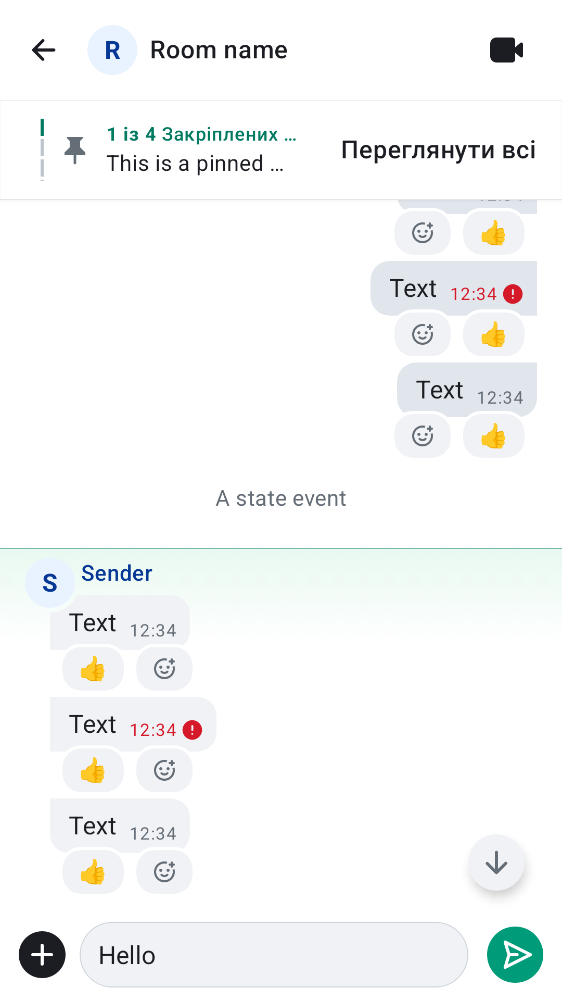 R Room name
1 із 4 Закріплених ...
This is a pinned ...
Переглянути всі
Text 12:34
Text 12:34
A state event
S Sender
Text 12:34
Text 12:34
Text 12:34
Hello